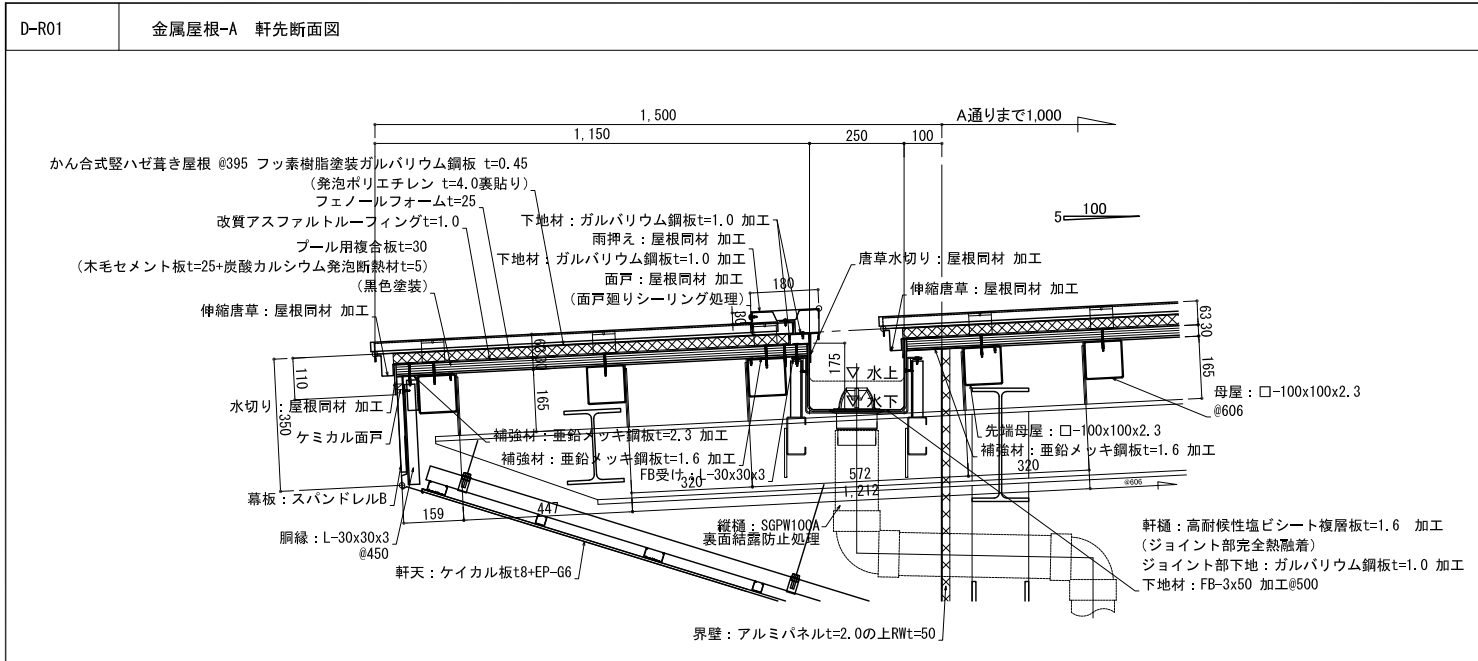 D-R01
金属屋根-A 軒先断面図
1,500
A通りまで1,000
1,150
250
100
かん合式竪ハゼ葺き屋根 @395 フッ素樹脂塗装ガルバリウム鋼板 t=0.45
(発泡ポリエチレン t=4.0裏貼り)
フェノールフォームt=25
改質アスファルトルーフィングt=1.0
プール用複合板t=30
(木毛セメント板t=25+炭酸カルシウム発泡断熱材t=5)
(黒色塗装)
伸縮唐草：屋根同材 加工
下地材：ガルバリウム鋼板t=1.0 加工
雨押え：屋根同材 加工
下地材：ガルバリウム鋼板t=1.0 加工
面戸：屋根同材 加工
(面戸廻りシーリング処理)
180
80
唐草水切り：屋根同材 加工
伸縮唐草：屋根同材 加工
5
100
63
30
165
63
30
165
175
水上
水下
110
350
水切り：屋根同材 加工
ケミカル面戸
幕板：スパンドレルB
胴縁：L-30x30x3
@450
159
447
320
572
1,212
320
@606
補強材：亜鉛メッキ鋼板t=2.3 加工
補強材：亜鉛メッキ鋼板t=1.6 加工
FB受け：L-30x30x3
母屋：□-100x100x2.3
@606
先端母屋：□-100x100x2.3
補強材：亜鉛メッキ鋼板t=1.6 加工
縦樋：SGPW100A
裏面結露防止処理
軒天：ケイカル板t8+EP-G6
軒樋：高耐候性塩ビシート複層板t=1.6 加工
(ジョイント部完全熱融着)
ジョイント部下地：ガルバリウム鋼板t=1.0 加工
下地材：FB-3x50 加工@500
界壁：アルミパネルt=2.0の上RWt=50